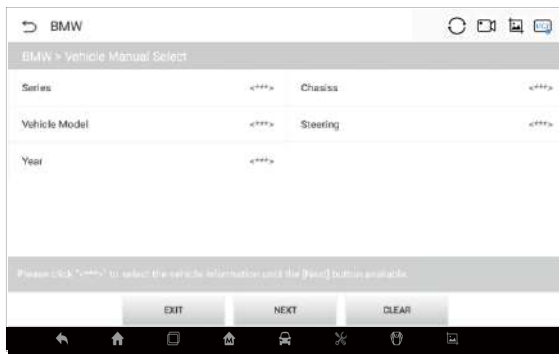 BMW
BMW > Vehicle Manual Select
Series <***> Chasiss <***>
Vehicle Model <***> Steering <***>
Year <***>
Please click "<***>" to select the vehicle information until the [Next] button available.
EXIT NEXT CLEAR